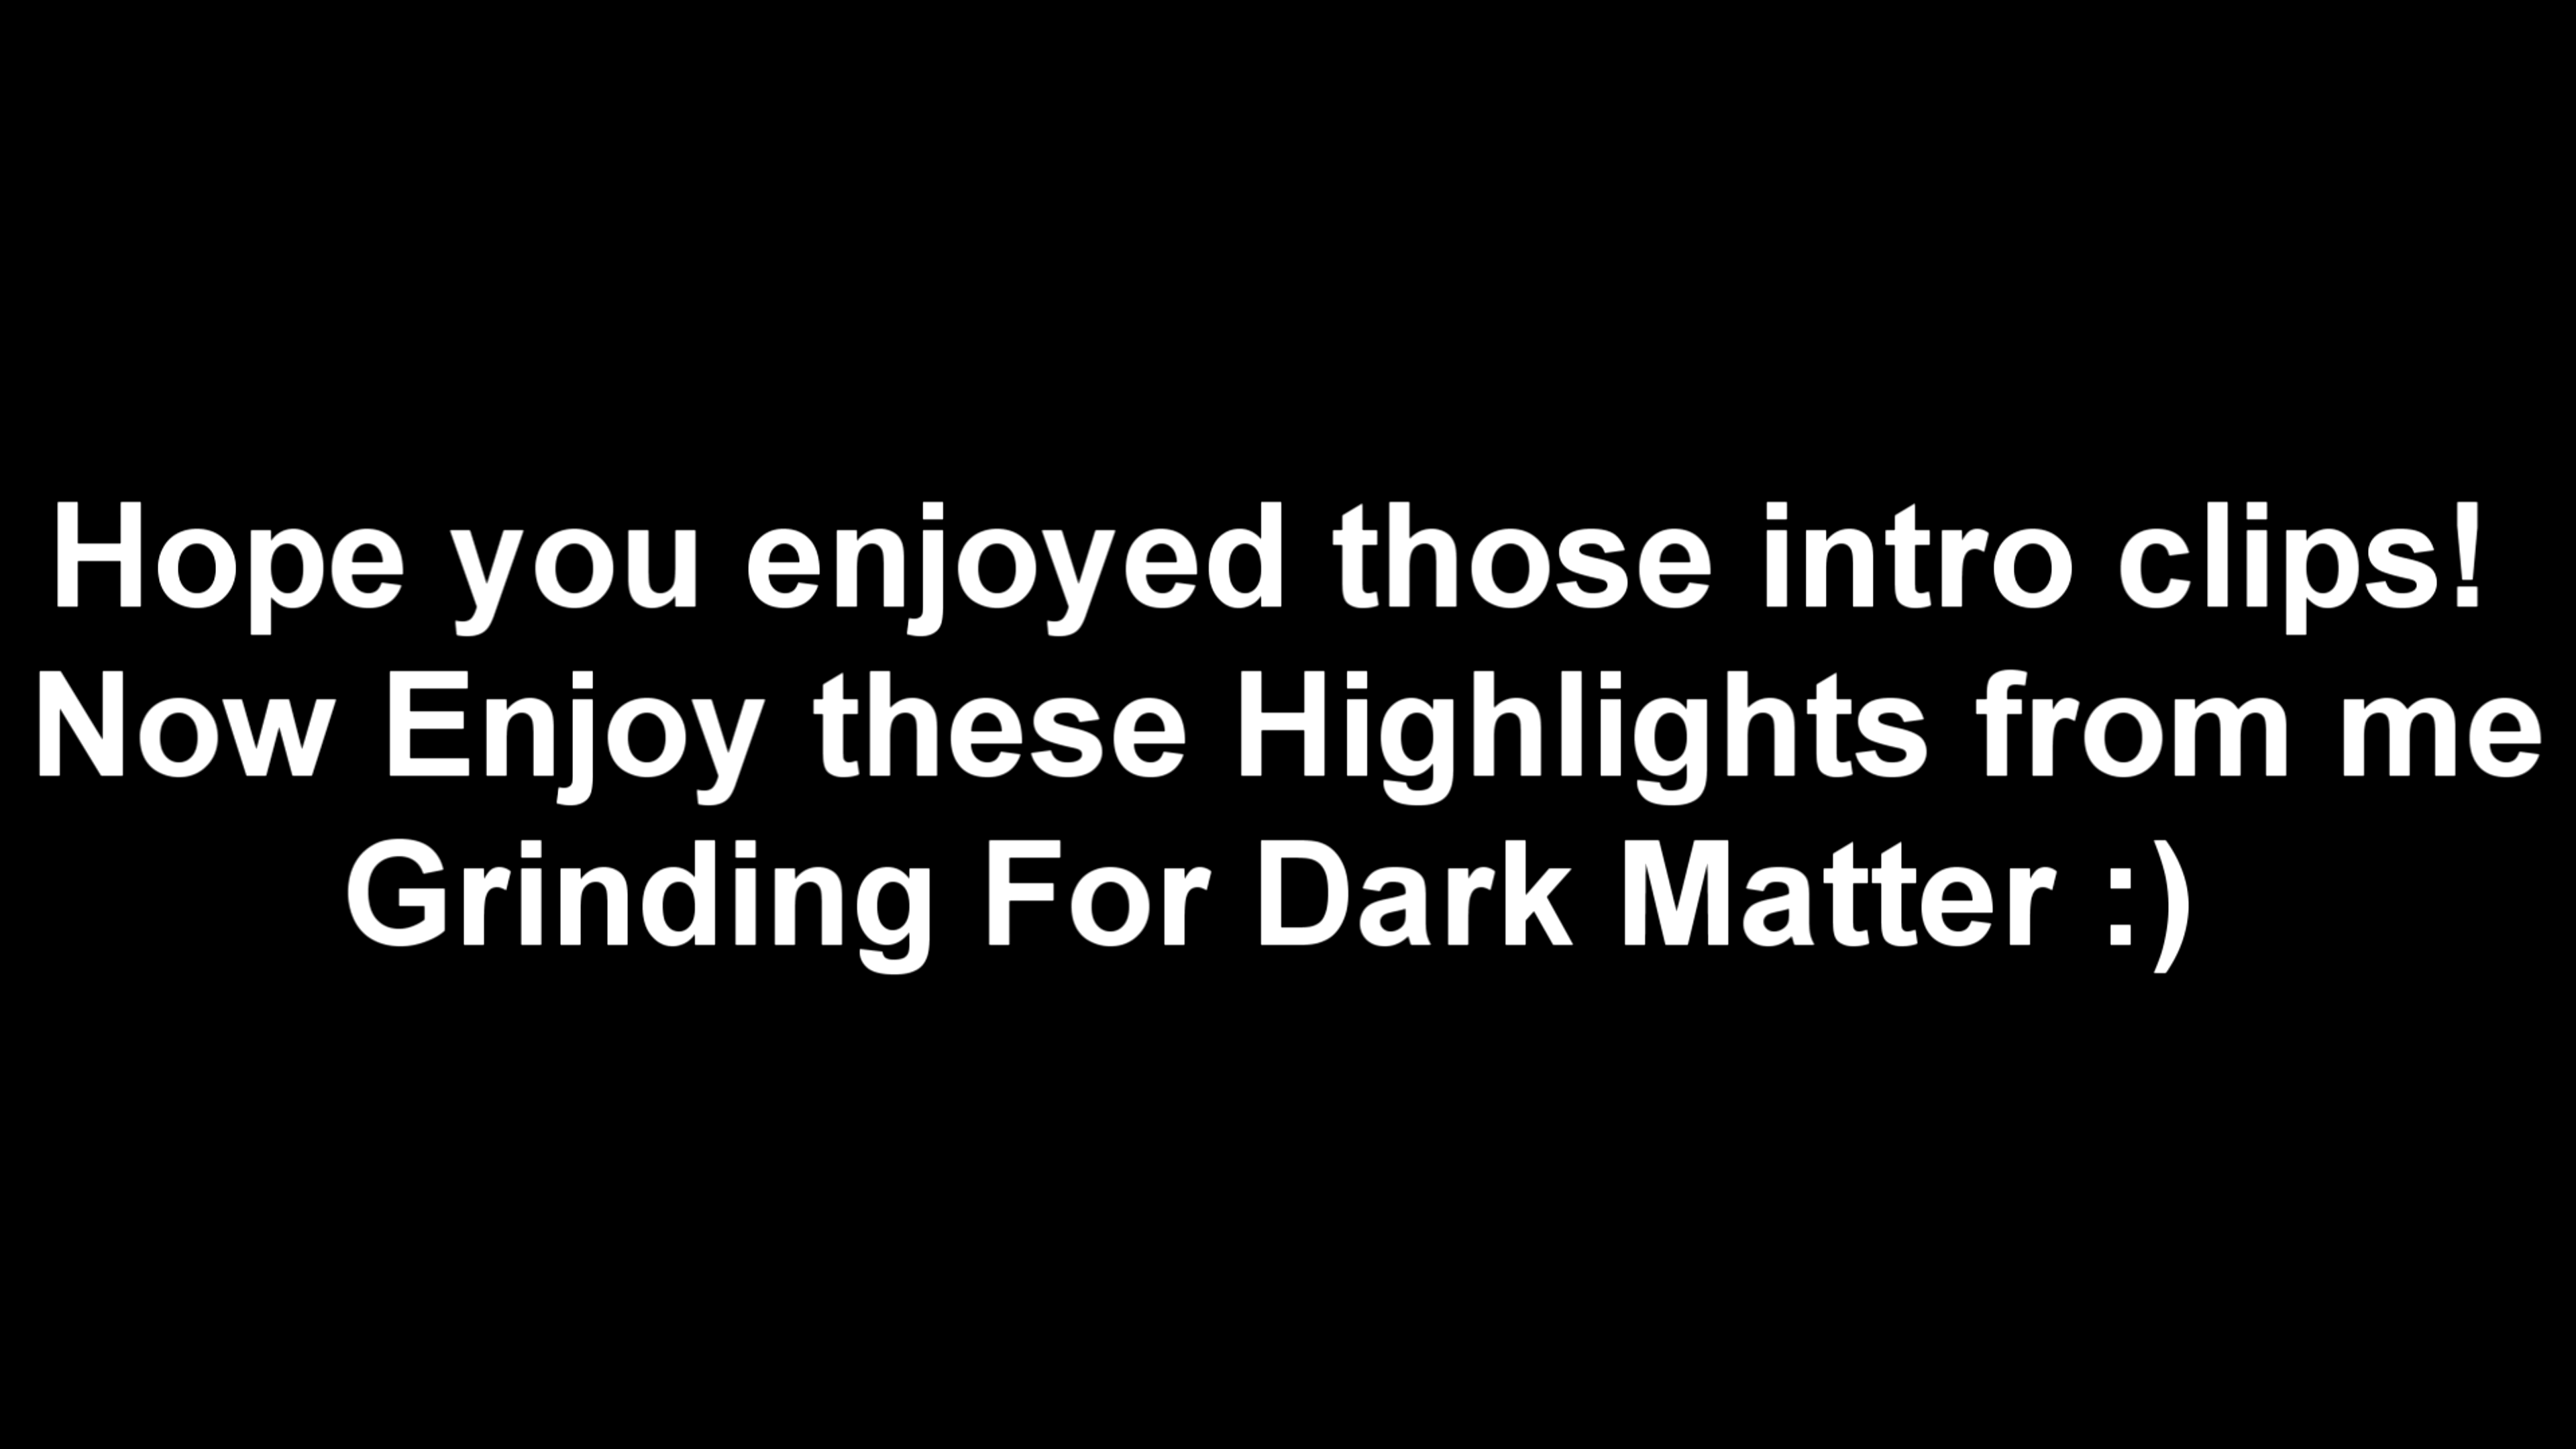 Hope you enjoyed those intro clips!
Now Enjoy these Highlights from me
Grinding For Dark Matter :)